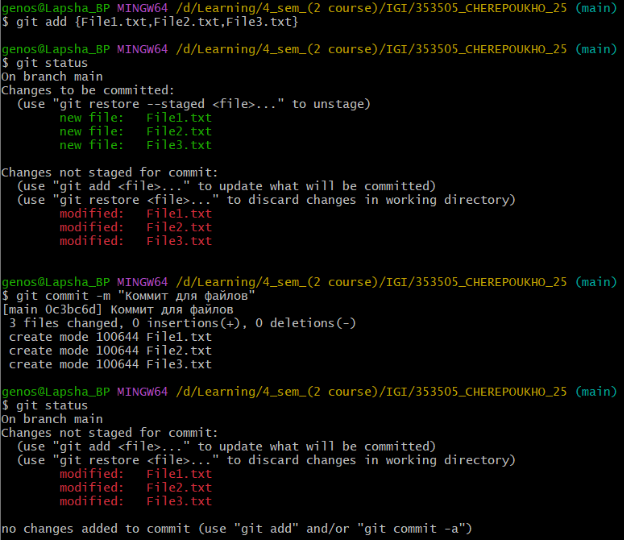 genos@Lapsha_BP MINGW64 /d/Learning/4_sem_(2 course)/IGI/353505_CHEREPOUKHO_25 (main)
$ git add {File1.txt,File2.txt,File3.txt}
genos@Lapsha_BP MINGW64 /d/Learning/4_sem_(2 course)/IGI/353505_CHEREPOUKHO_25 (main)
$ git status
On branch main
Changes to be committed:
  (use "git restore --staged <file>..." to unstage)
        new file:   File1.txt
        new file:   File2.txt
        new file:   File3.txt
Changes not staged for commit:
  (use "git add <file>..." to update what will be committed)
  (use "git restore <file>..." to discard changes in working directory)
        modified:   File1.txt
        modified:   File2.txt
        modified:   File3.txt
genos@Lapsha_BP MINGW64 /d/Learning/4_sem_(2 course)/IGI/353505_CHEREPOUKHO_25 (main)
$ git commit -m "Коммит для файлов"
[main 0c3bc6d] Коммит для файлов
 3 files changed, 0 insertions(+), 0 deletions(-)
 create mode 100644 File1.txt
 create mode 100644 File2.txt
 create mode 100644 File3.txt
genos@Lapsha_BP MINGW64 /d/Learning/4_sem_(2 course)/IGI/353505_CHEREPOUKHO_25 (main)
$ git status
On branch main
Changes not staged for commit:
  (use "git add <file>..." to update what will be committed)
  (use "git restore <file>..." to discard changes in working directory)
        modified:   File1.txt
        modified:   File2.txt
        modified:   File3.txt
no changes added to commit (use "git add" and/or "git commit -a")